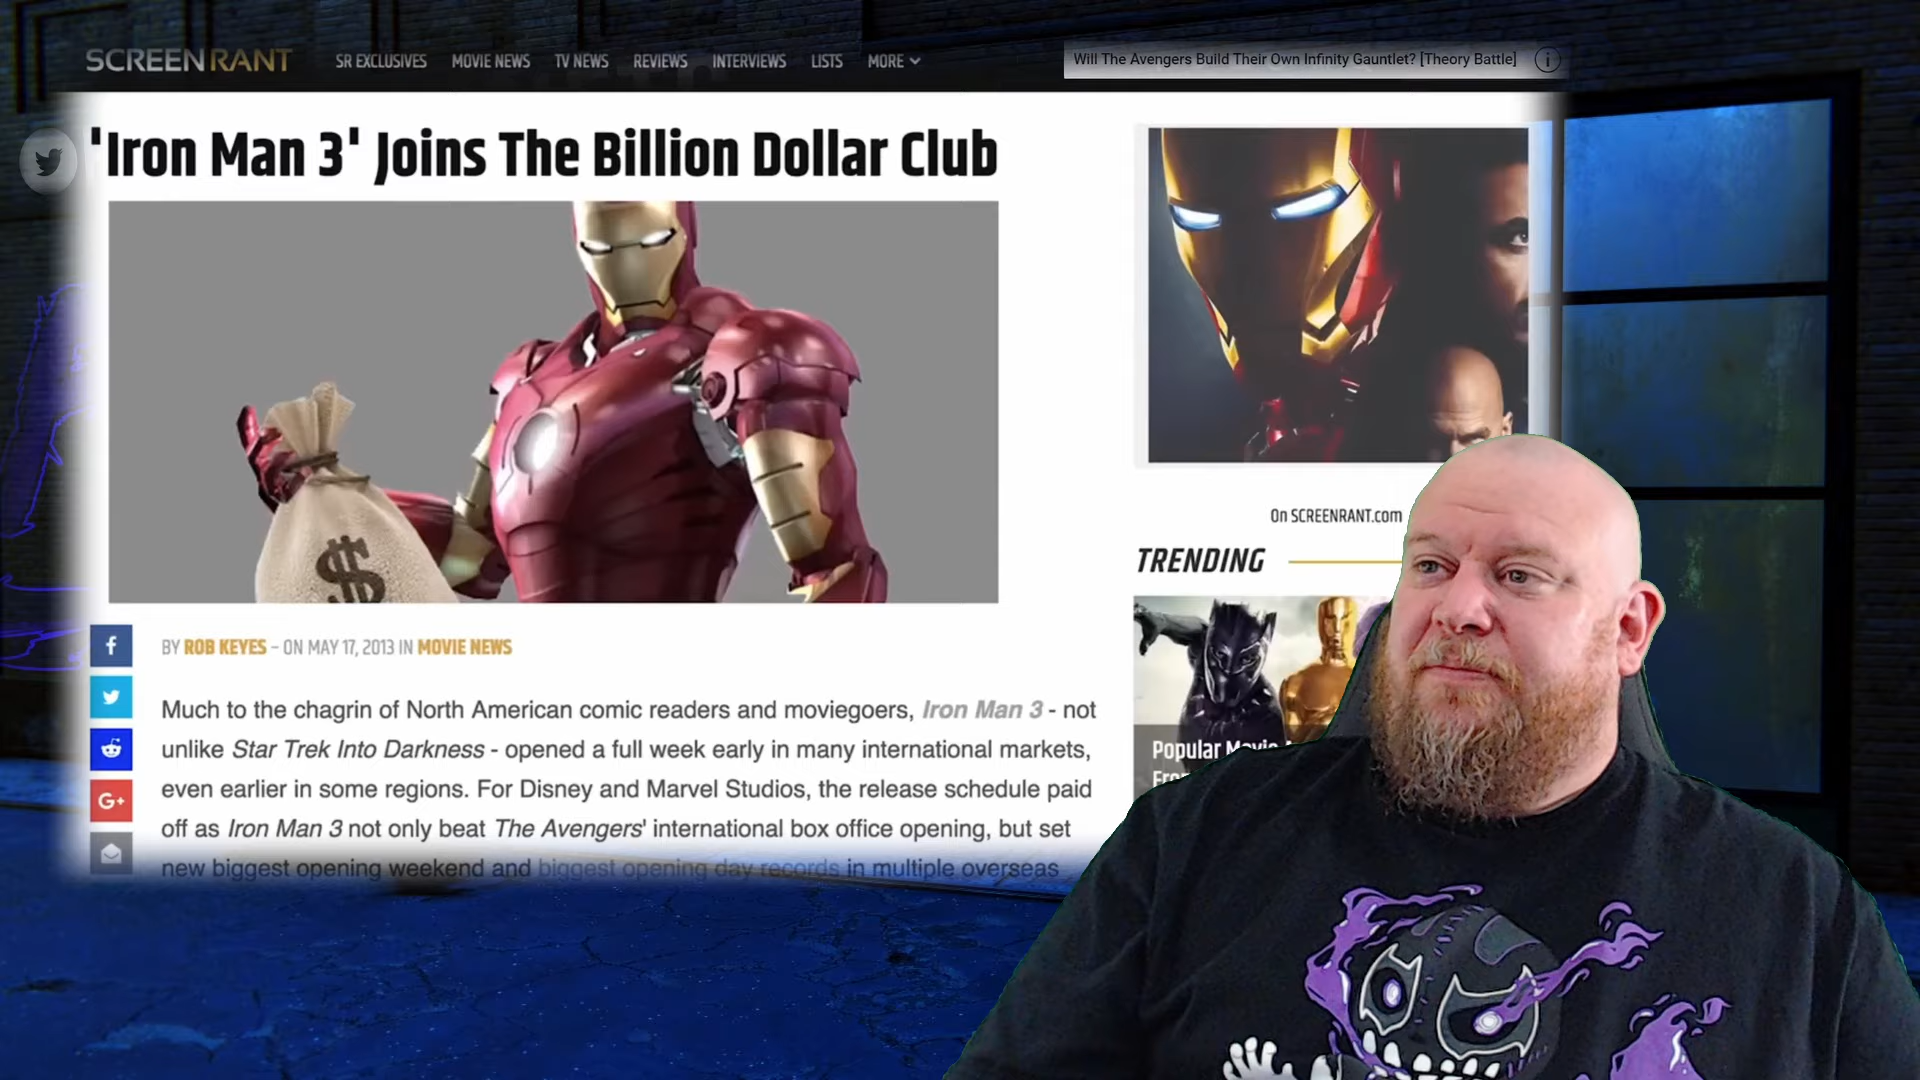 SCREENRANT
SR EXCLUSIVES MOVIE NEWS TV NEWS REVIEWS INTERVIEWS LISTS MORE
Will The Avengers Build Their Own Infinity Gauntlet? [Theory Battle]
'Iron Man 3' Joins The Billion Dollar Club
$
BY ROB KEYES – ON MAY 17, 2013 IN MOVIE NEWS
Much to the chagrin of North American comic readers and moviegoers, Iron Man 3 - not
unlike Star Trek Into Darkness - opened a full week early in many international markets,
even earlier in some regions. For Disney and Marvel Studios, the release schedule paid
off as Iron Man 3 not only beat The Avengers' international box office opening, but set
new biggest opening weekend and biggest opening day records in multiple overseas
f
G+
On SCREENRANT.com
TRENDING
Popular Movie
From